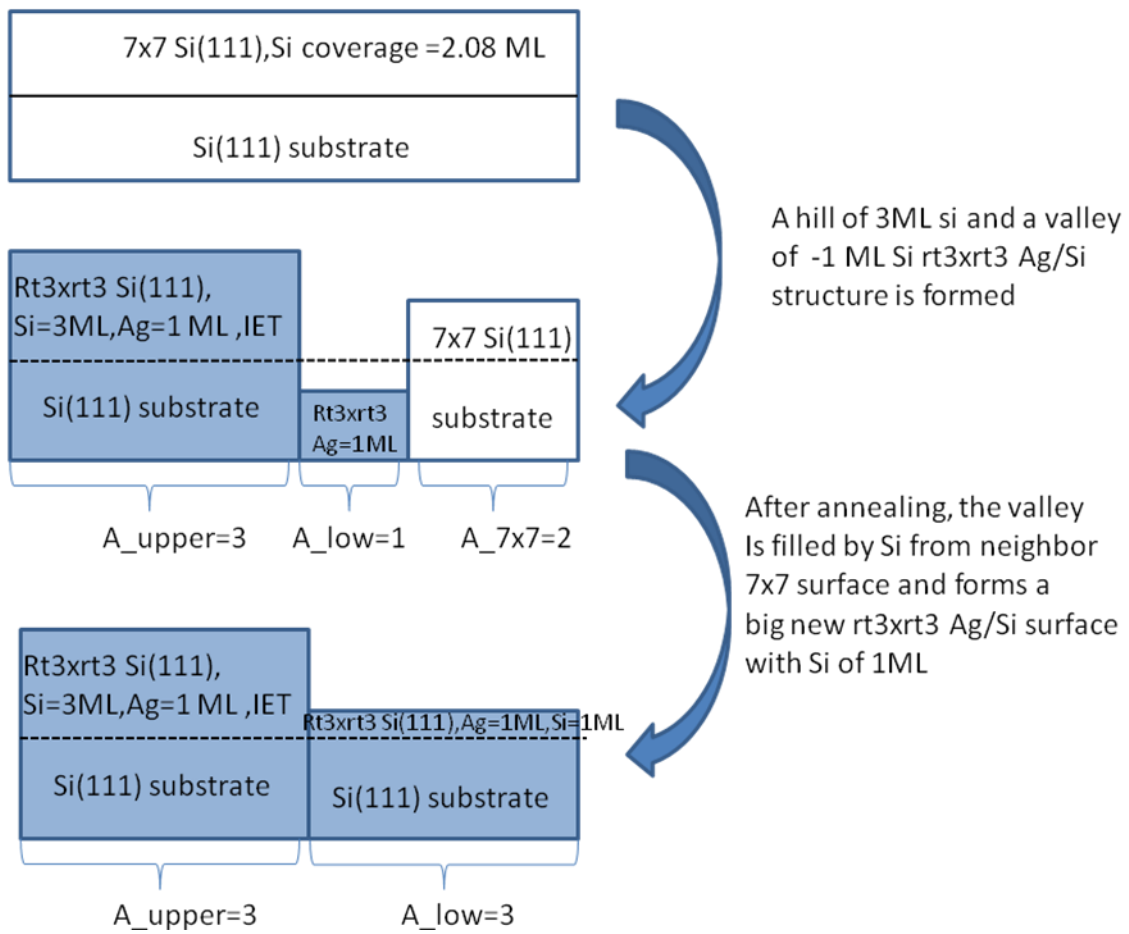 7x7 Si(111),Si coverage =2.08 ML
Si(111) substrate
A hill of 3ML si and a valley
of -1 ML Si rt3xrt3 Ag/Si
structure is formed
Rt3xrt3 Si(111),
Si=3ML,Ag=1 ML ,IET
Si(111) substrate
Rt3xrt3
Ag=1ML
7x7 Si(111)
substrate
A_upper=3
A_low=1
A_7x7=2
After annealing, the valley
Is filled by Si from neighbor
7x7 surface and forms a
big new rt3xrt3 Ag/Si surface
with Si of 1ML
Rt3xrt3 Si(111),
Si=3ML,Ag=1 ML ,IET
Si(111) substrate
Rt3xrt3 Si(111),Ag=1ML,Si=1ML
Si(111) substrate
A_upper=3
A_low=3